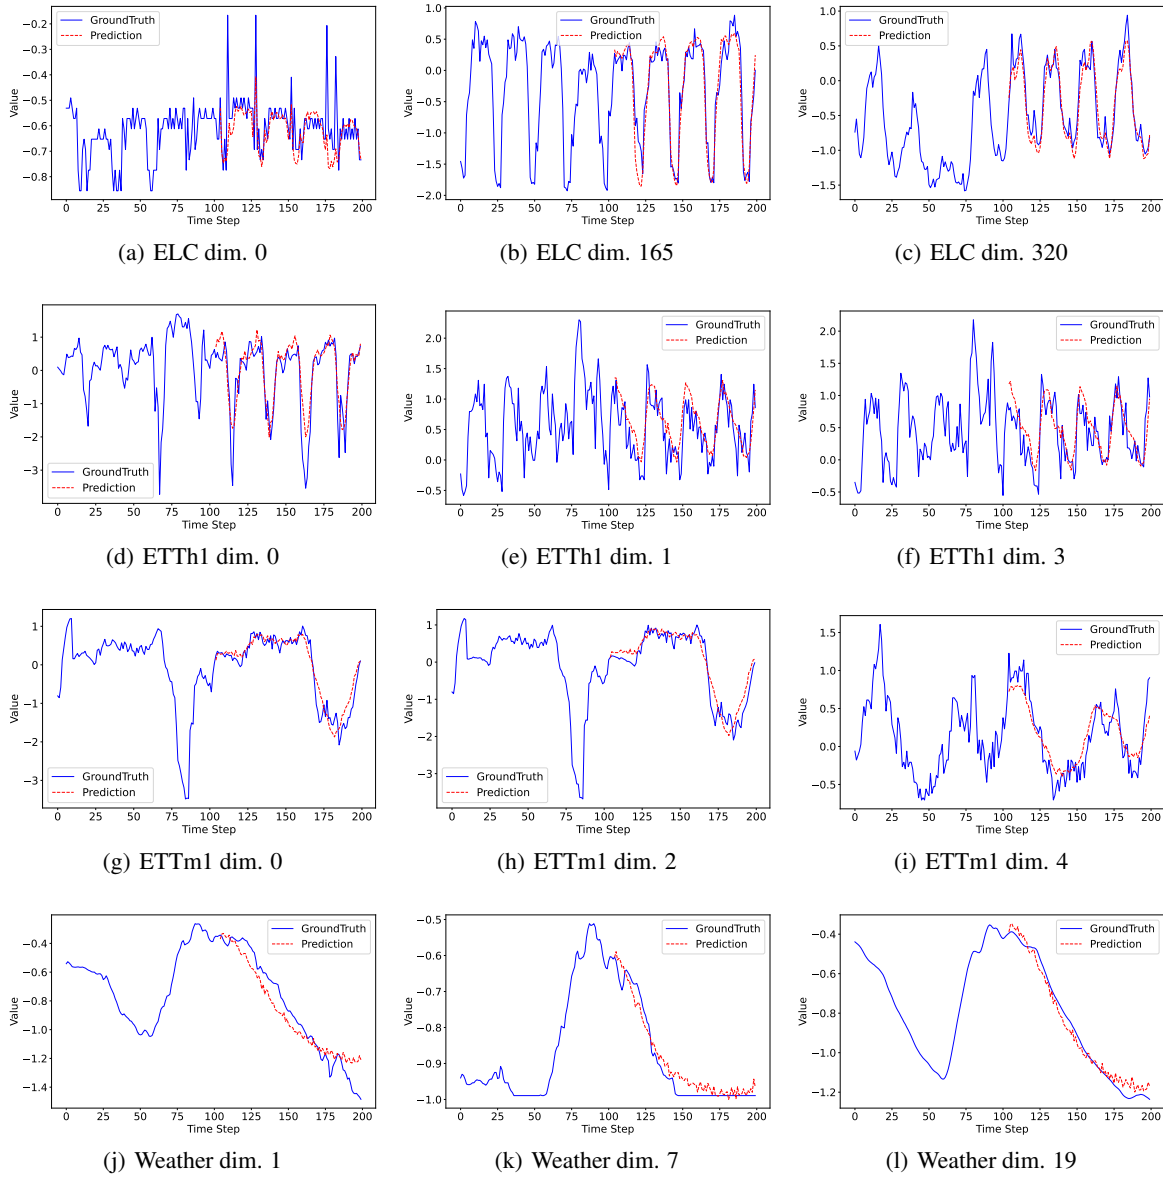 GroundTruth
Prediction
Value
−0.2
−0.3
−0.4
−0.5
−0.6
−0.7
−0.8
0 25 50 75 100 125 150 175 200
Time Step
(a) ELC dim. 0
GroundTruth
Prediction
Value
1.0
0.5
0.0
−0.5
−1.0
−1.5
−2.0
0 25 50 75 100 125 150 175 200
Time Step
(b) ELC dim. 165
GroundTruth
Prediction
Value
1.0
0.5
0.0
−0.5
−1.0
−1.5
0 25 50 75 100 125 150 175 200
Time Step
(c) ELC dim. 320
Value
1
0
−1
−2
−3
GroundTruth
Prediction
0 25 50 75 100 125 150 175 200
Time Step
(d) ETTh1 dim. 0
GroundTruth
Prediction
Value
2.0
1.5
1.0
0.5
0.0
−0.5
0 25 50 75 100 125 150 175 200
Time Step
(e) ETTh1 dim. 1
GroundTruth
Prediction
Value
2.0
1.5
1.0
0.5
0.0
−0.5
0 25 50 75 100 125 150 175 200
Time Step
(f) ETTh1 dim. 3
Value
1
0
−1
−2
−3
GroundTruth
Prediction
0 25 50 75 100 125 150 175 200
Time Step
(g) ETTm1 dim. 0
Value
1
0
−1
−2
−3
GroundTruth
Prediction
0 25 50 75 100 125 150 175 200
Time Step
(h) ETTm1 dim. 2
GroundTruth
Prediction
Value
1.5
1.0
0.5
0.0
−0.5
0 25 50 75 100 125 150 175 200
Time Step
(i) ETTm1 dim. 4
GroundTruth
Prediction
Value
−0.4
−0.6
−0.8
−1.0
−1.2
−1.4
0 25 50 75 100 125 150 175 200
Time Step
(j) Weather dim. 1
GroundTruth
Prediction
Value
−0.5
−0.6
−0.7
−0.8
−0.9
−1.0
0 25 50 75 100 125 150 175 200
Time Step
(k) Weather dim. 7
GroundTruth
Prediction
Value
−0.4
−0.6
−0.8
−1.0
−1.2
0 25 50 75 100 125 150 175 200
Time Step
(l) Weather dim. 19